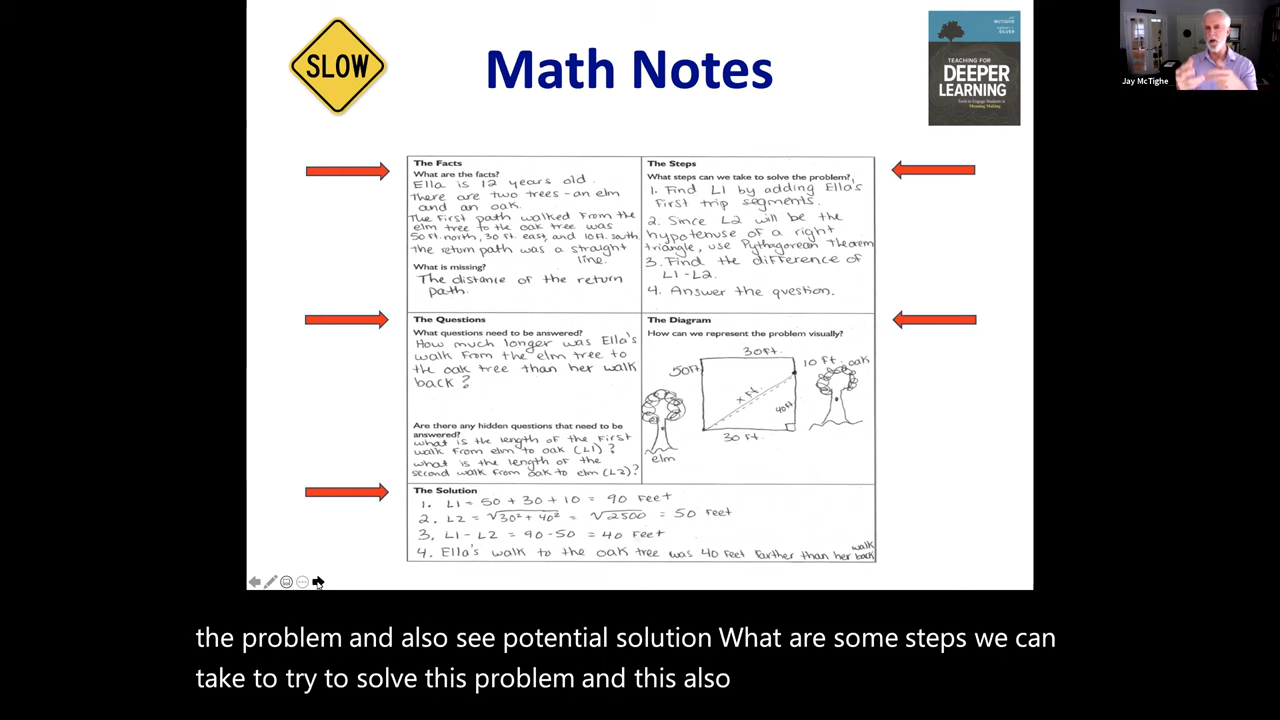 SLOW
Math Notes
JAY
McTIGHE
SILVER
TEACHING FOR
DEEPER
LEARNING
Tools to Engage Students in
Meaning Making
Jay McTighe
The Facts
What are the facts?
Ella is 12 years old.
There are two trees - an elm
and an oak.
The first path walked from the
elm tree to the oak tree was
50 ft. north, 30 ft. east, and 10 ft. south.
The return path was a straight
line.
What is missing?
The distance of the return
path.
The Steps
What steps can we take to solve the problem?
1. Find L1 by adding Ella's
first trip segments.
2. Since L2 will be the
hypotenuse of a right
triangle, use Pythagorean Theorem
3. Find the difference of
L1-L2.
4. Answer the question.
The Questions
What questions need to be answered?
How much longer was Ella's
walk from the elm tree to
the oak tree than her walk
back?
Are there any hidden questions that need to be
answered?
What is the length of the first
walk from elm to oak (L1)?
what is the length of the
second walk from oak to elm (L2)?
The Diagram
How can we represent the problem visually?
30 ft.
50 ft
10 ft. oak
x ft.
40 ft
30 ft.
elm
The Solution
1. L1 = 50 + 30 + 10 = 90 feet
2. L2 = √30² + 40² = √2500 = 50 feet
3. L1 - L2 = 90 - 50 = 40 feet
4. Ella's walk to the oak tree was 40 feet farther than her walk back
the problem and also see potential solution What are some steps we can
take to try to solve this problem and this also